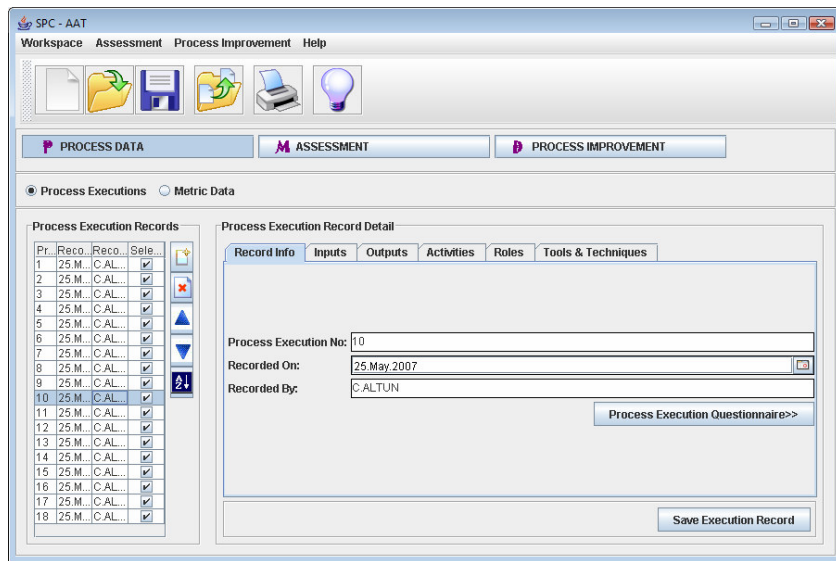 SPC - AAT
Workspace Assessment Process Improvement Help
P PROCESS DATA M ASSESSMENT D PROCESS IMPROVEMENT
Process Executions Metric Data
Process Execution Records Process Execution Record Detail
Record Info Inputs Outputs Activities Roles Tools & Techniques
Pr... Reco... Reco... Sele...
1 25.M... C.AL...
2 25.M... C.AL...
3 25.M... C.AL...
4 25.M... C.AL...
5 25.M... C.AL...
6 25.M... C.AL...
7 25.M... C.AL...
8 25.M... C.AL...
9 25.M... C.AL...
10 25.M... C.AL...
11 25.M... C.AL...
12 25.M... C.AL...
13 25.M... C.AL...
14 25.M... C.AL...
15 25.M... C.AL...
16 25.M... C.AL...
17 25.M... C.AL...
18 25.M... C.AL...
A
Z
Process Execution No: 10
Recorded On: 25.May.2007
Recorded By: C.ALTUN
Process Execution Questionnaire>>
Save Execution Record